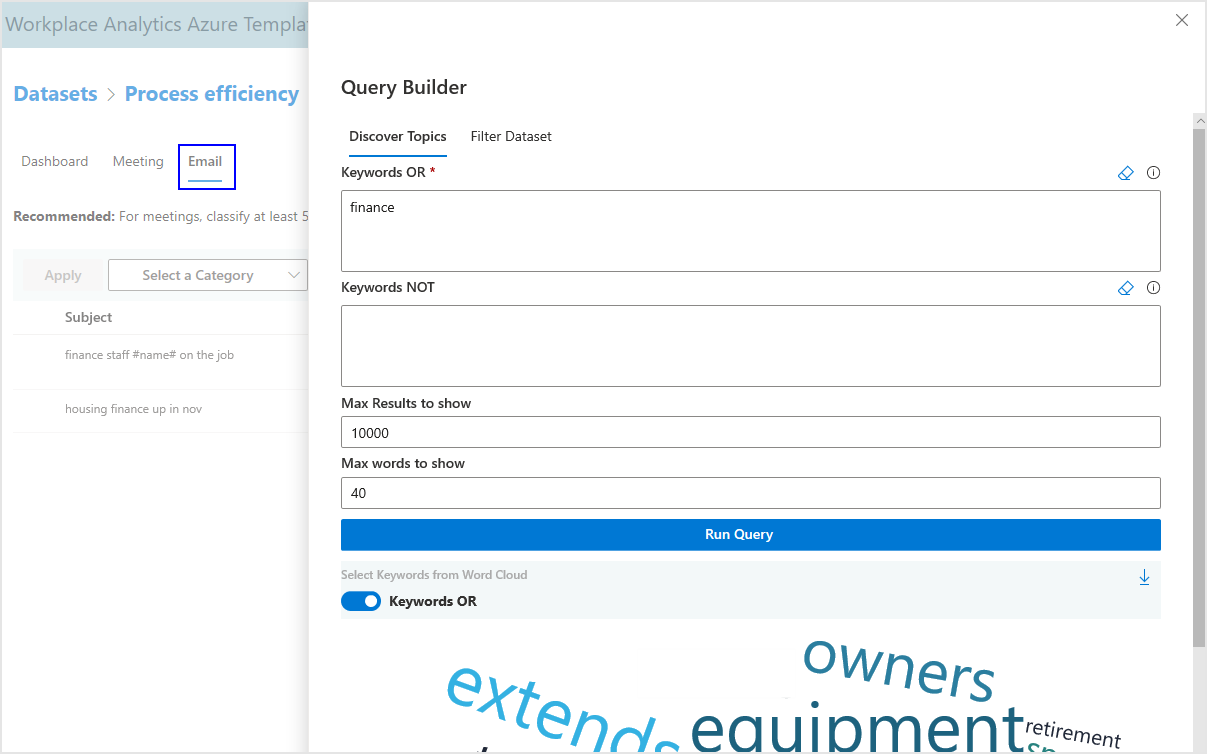 Workplace Analytics Azure Templa
Datasets > Process efficiency
Dashboard Meeting Email
Recommended: For meetings, classify at least 5
Apply Select a Category
Subject
finance staff #name# on the job
housing finance up in nov
Query Builder
Discover Topics Filter Dataset
Keywords OR *
finance
Keywords NOT
Max Results to show
10000
Max words to show
40
Run Query
Select Keywords from Word Cloud
Keywords OR
owners
extends
equipment
retirement